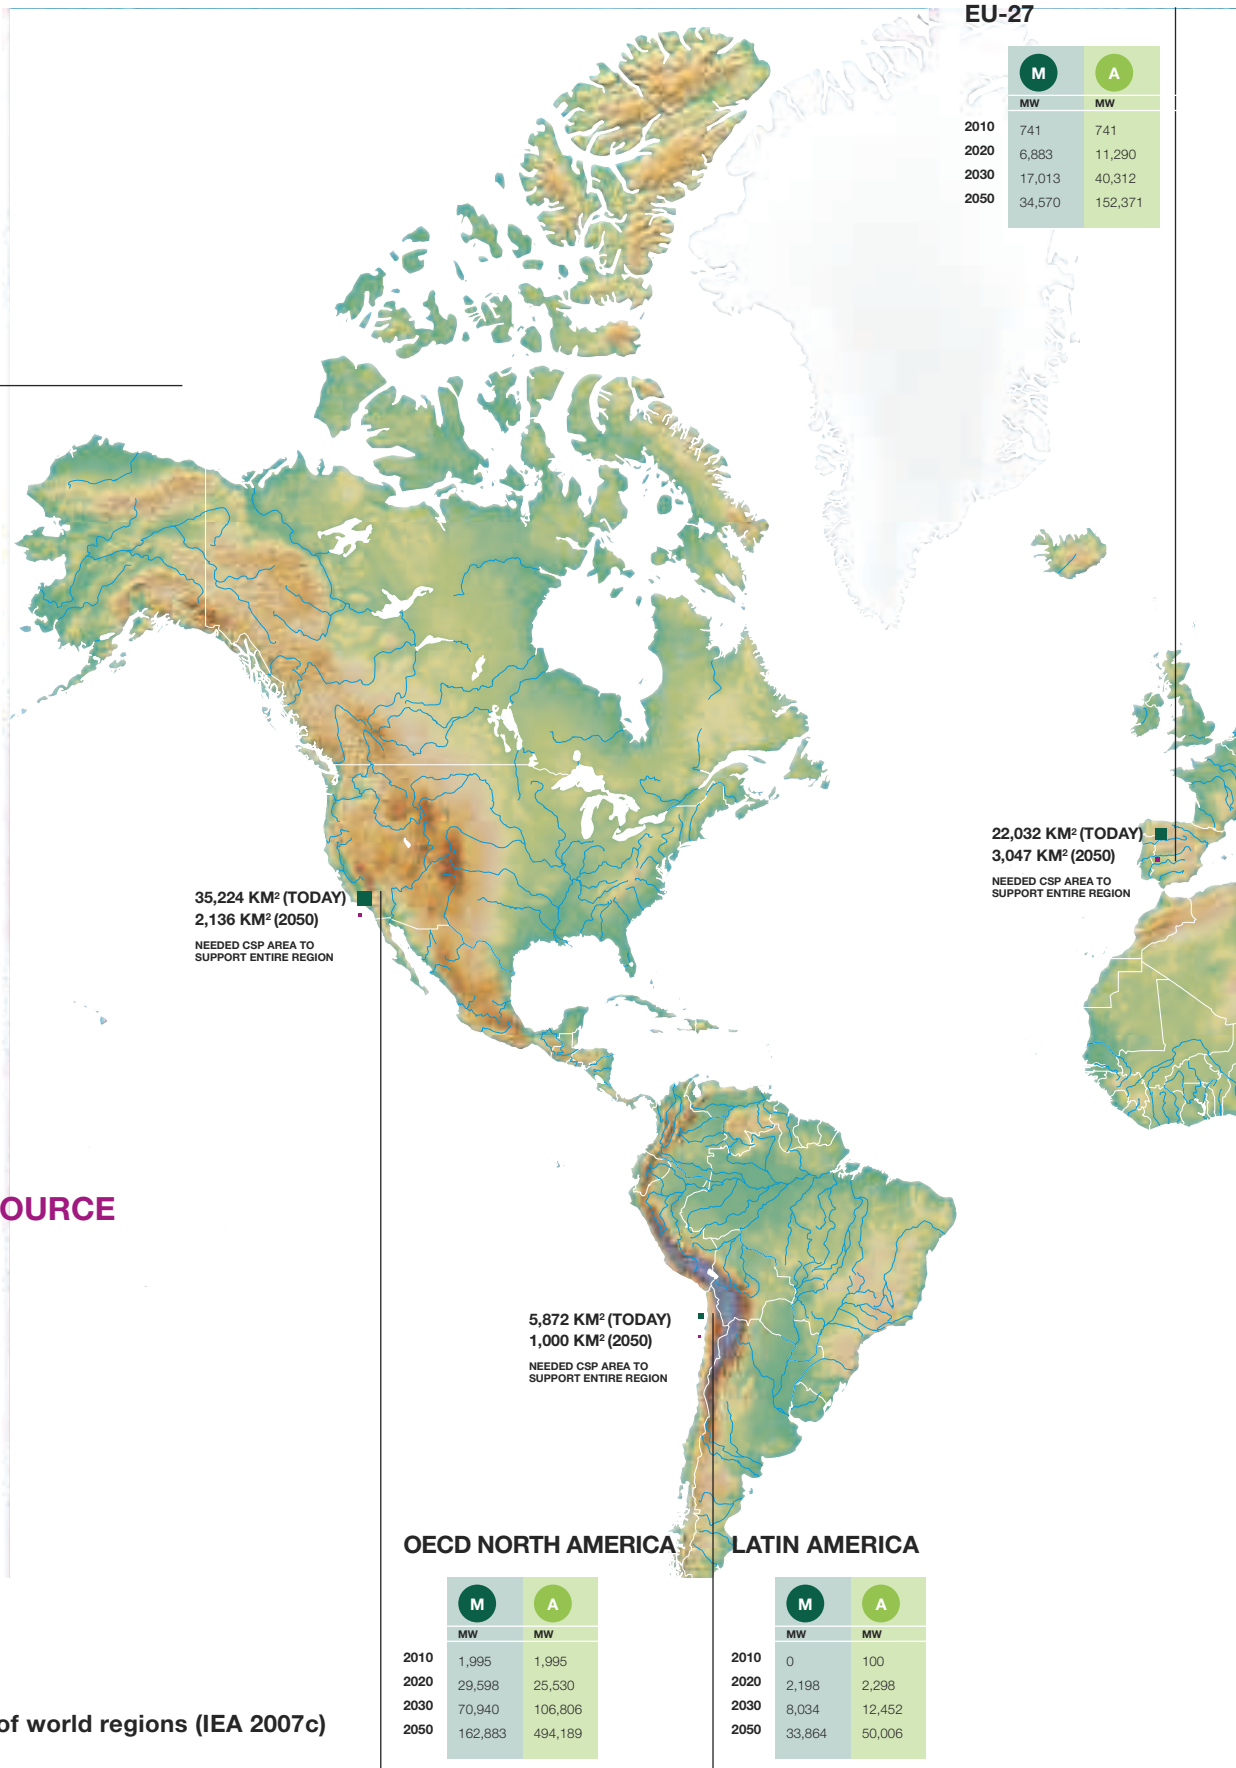 EU-27
M A
MW MW
2010 741 741
2020 6,883 11,290
2030 17,013 40,312
2050 34,570 152,371
22,032 KM² (TODAY)
3,047 KM² (2050)
NEEDED CSP AREA TO
SUPPORT ENTIRE REGION
35,224 KM² (TODAY)
2,136 KM² (2050)
NEEDED CSP AREA TO
SUPPORT ENTIRE REGION
OURCE
5,872 KM² (TODAY)
1,000 KM² (2050)
NEEDED CSP AREA TO
SUPPORT ENTIRE REGION
OECD NORTH AMERICA
M A
MW MW
2010 1,995 1,995
2020 29,598 25,530
2030 70,940 106,806
2050 162,883 494,189
LATIN AMERICA
M A
MW MW
2010 0 100
2020 2,198 2,298
2030 8,034 12,452
2050 33,864 50,006
of world regions (IEA 2007c)